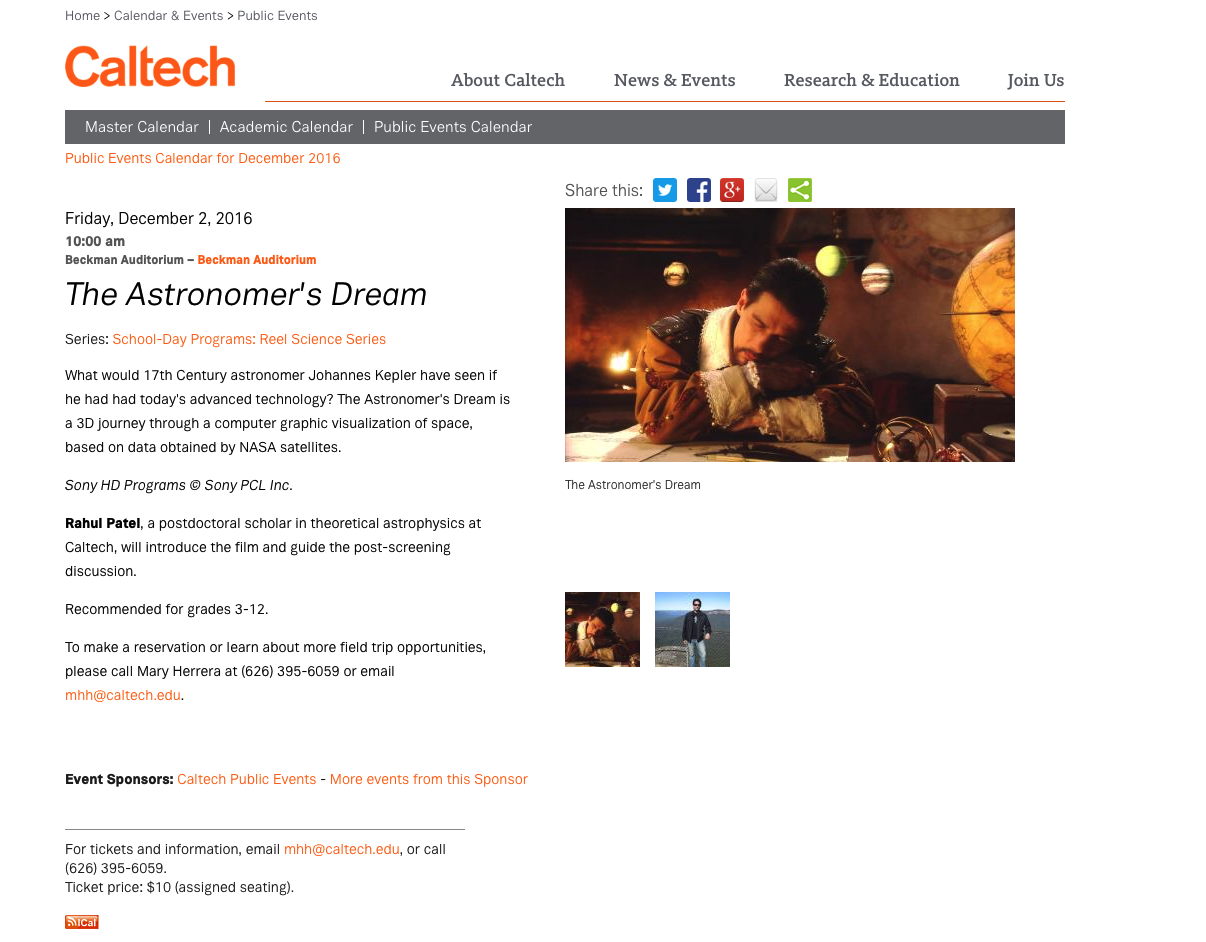 Home > Calendar & Events > Public Events
Caltech
About Caltech News & Events Research & Education Join Us
Master Calendar | Academic Calendar | Public Events Calendar
Public Events Calendar for December 2016
Share this:
Friday, December 2, 2016
10:00 am
Beckman Auditorium – Beckman Auditorium
The Astronomer's Dream
Series: School-Day Programs: Reel Science Series
What would 17th Century astronomer Johannes Kepler have seen if
he had had today's advanced technology? The Astronomer's Dream is
a 3D journey through a computer graphic visualization of space,
based on data obtained by NASA satellites.
Sony HD Programs © Sony PCL Inc.
The Astronomer's Dream
Rahul Patel, a postdoctoral scholar in theoretical astrophysics at
Caltech, will introduce the film and guide the post-screening
discussion.
Recommended for grades 3-12.
To make a reservation or learn about more field trip opportunities,
please call Mary Herrera at (626) 395-6059 or email
mhh@caltech.edu.
Event Sponsors: Caltech Public Events - More events from this Sponsor
For tickets and information, email mhh@caltech.edu, or call
(626) 395-6059.
Ticket price: $10 (assigned seating).
iCal